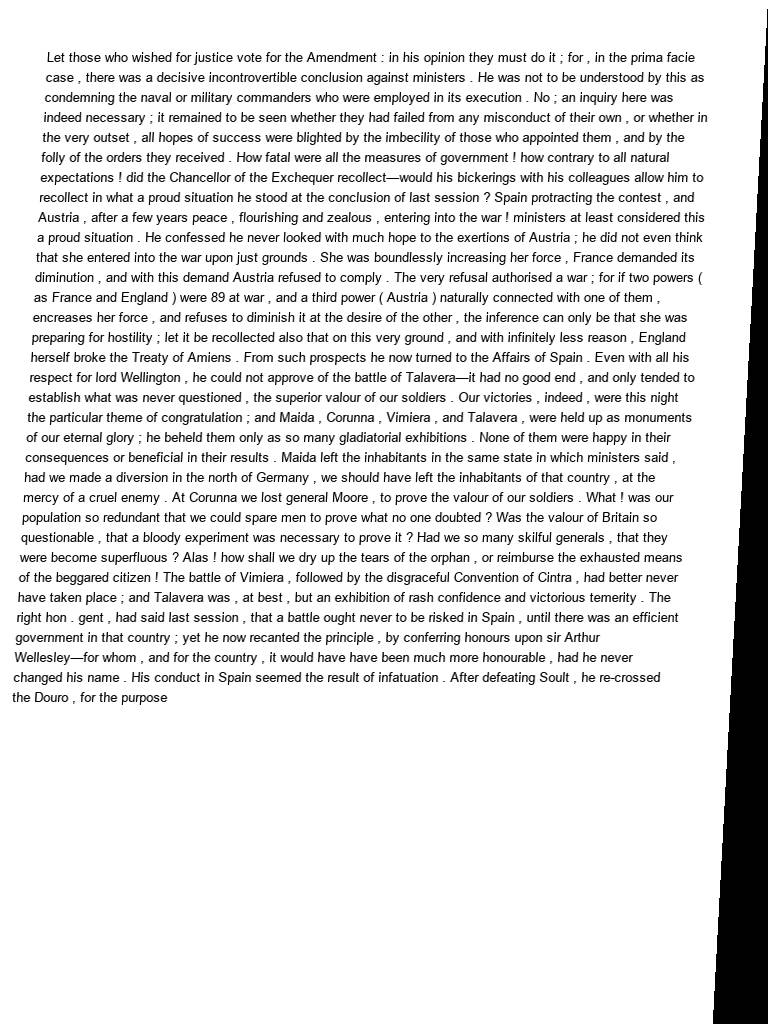 Let those who wished for justice vote for the Amendment : in his opinion they must do it ; for , in the prima facie
case , there was a decisive incontrovertible conclusion against ministers . He was not to be understood by this as
condemning the naval or military commanders who were employed in its execution . No ; an inquiry here was
indeed necessary ; it remained to be seen whether they had failed from any misconduct of their own , or whether in
the very outset , all hopes of success were blighted by the imbecility of those who appointed them , and by the
folly of the orders they received . How fatal were all the measures of government ! how contrary to all natural
expectations ! did the Chancellor of the Exchequer recollect—would his bickerings with his colleagues allow him to
recollect in what a proud situation he stood at the conclusion of last session ? Spain protracting the contest , and
Austria , after a few years peace , flourishing and zealous , entering into the war ! ministers at least considered this
a proud situation . He confessed he never looked with much hope to the exertions of Austria ; he did not even think
that she entered into the war upon just grounds . She was boundlessly increasing her force , France demanded its
diminution , and with this demand Austria refused to comply . The very refusal authorised a war ; for if two powers (
as France and England ) were 89 at war , and a third power ( Austria ) naturally connected with one of them ,
encreases her force , and refuses to diminish it at the desire of the other , the inference can only be that she was
preparing for hostility ; let it be recollected also that on this very ground , and with infinitely less reason , England
herself broke the Treaty of Amiens . From such prospects he now turned to the Affairs of Spain . Even with all his
respect for lord Wellington , he could not approve of the battle of Talavera—it had no good end , and only tended to
establish what was never questioned , the superior valour of our soldiers . Our victories , indeed , were this night
the particular theme of congratulation ; and Maida , Corunna , Vimiera , and Talavera , were held up as monuments
of our eternal glory ; he beheld them only as so many gladiatorial exhibitions . None of them were happy in their
consequences or beneficial in their results . Maida left the inhabitants in the same state in which ministers said ,
had we made a diversion in the north of Germany , we should have left the inhabitants of that country , at the
mercy of a cruel enemy . At Corunna we lost general Moore , to prove the valour of our soldiers . What ! was our
population so redundant that we could spare men to prove what no one doubted ? Was the valour of Britain so
questionable , that a bloody experiment was necessary to prove it ? Had we so many skilful generals , that they
were become superfluous ? Alas ! how shall we dry up the tears of the orphan , or reimburse the exhausted means
of the beggared citizen ! The battle of Vimiera , followed by the disgraceful Convention of Cintra , had better never
have taken place ; and Talavera was , at best , but an exhibition of rash confidence and victorious temerity . The
right hon . gent , had said last session , that a battle ought never to be risked in Spain , until there was an efficient
government in that country ; yet he now recanted the principle , by conferring honours upon sir Arthur
Wellesley—for whom , and for the country , it would have have been much more honourable , had he never
changed his name . His conduct in Spain seemed the result of infatuation . After defeating Soult , he re-crossed
the Douro , for the purpose